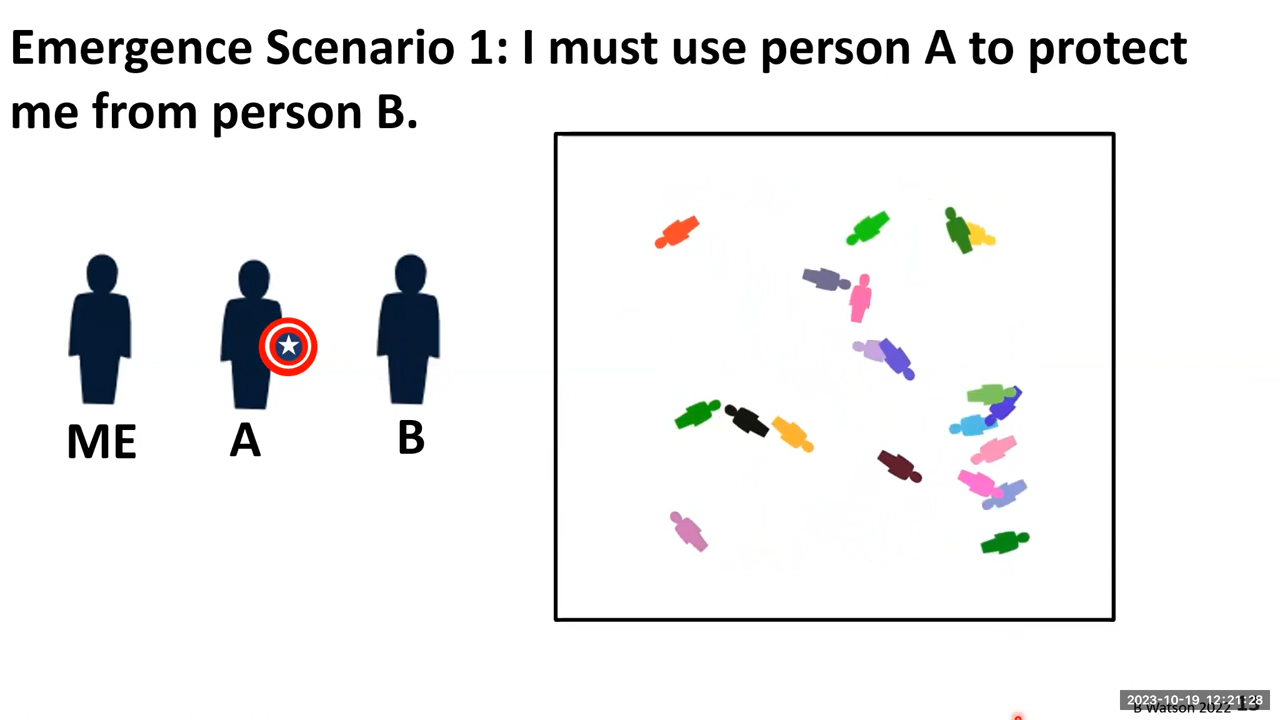 Emergence Scenario 1: I must use person A to protect
me from person B.
ME
A
B
2023-10-19 12:21:28
B Watson 2022 13